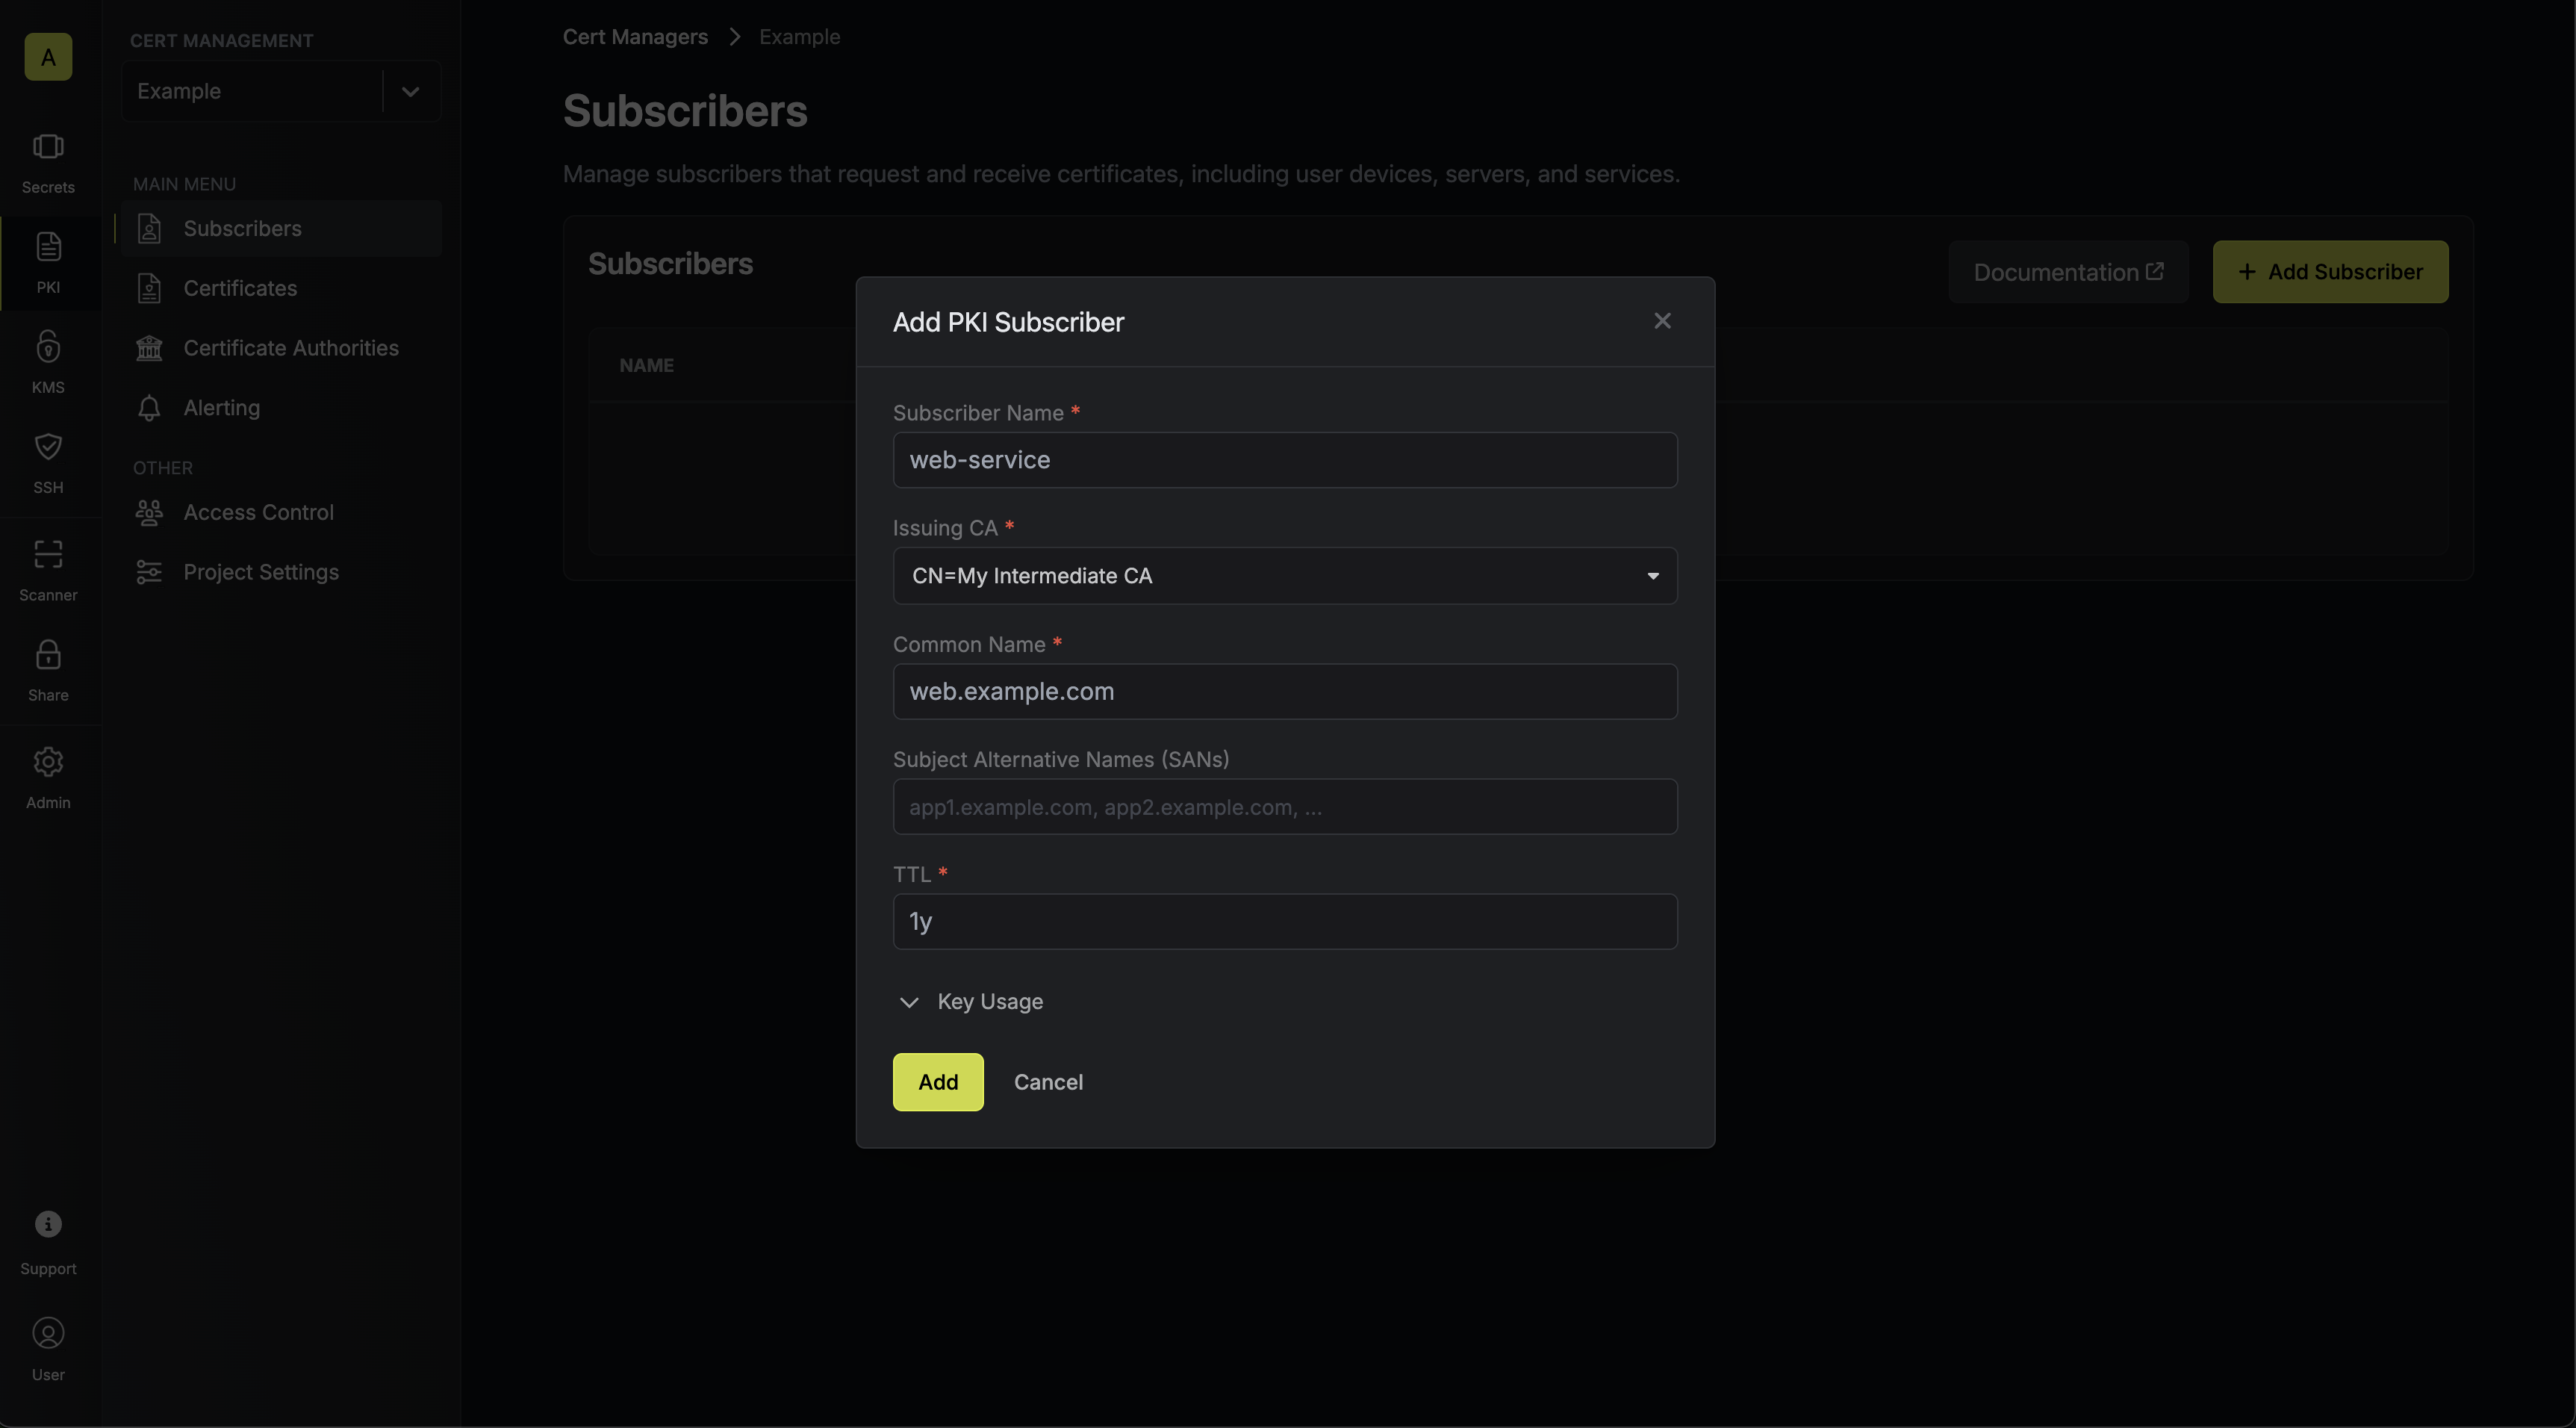 A
Secrets
PKI
KMS
SSH
Scanner
Share
Admin
Support
User
CERT MANAGEMENT
Example
MAIN MENU
Subscribers
Certificates
Certificate Authorities
Alerting
OTHER
Access Control
Project Settings
Cert Managers > Example
Subscribers
Manage subscribers that request and receive certificates, including user devices, servers, and services.
Subscribers
Documentation
+ Add Subscriber
NAME
Add PKI Subscriber
Subscriber Name *
web-service
Issuing CA *
CN=My Intermediate CA
Common Name *
web.example.com
Subject Alternative Names (SANs)
app1.example.com, app2.example.com, ...
TTL *
1y
Key Usage
Add
Cancel